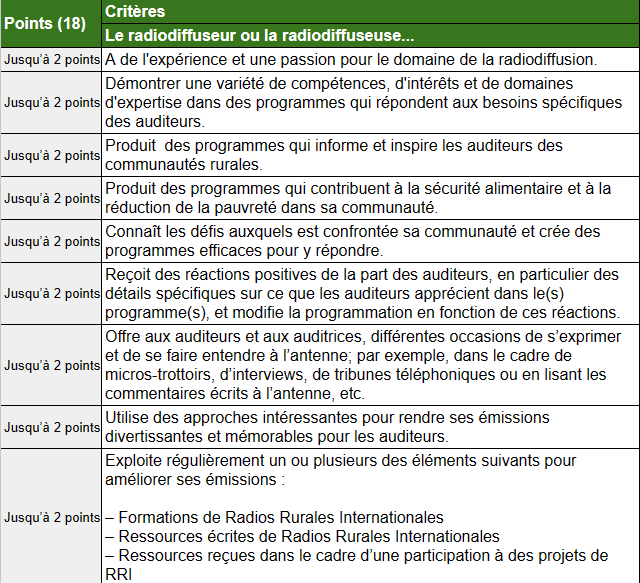 Points (18)
Critères
Le radiodiffuseur ou la radiodiffuseuse...
Jusqu'à 2 points
A de l'expérience et une passion pour le domaine de la radiodiffusion.
Jusqu'à 2 points
Démontrer une variété de compétences, d'intérêts et de domaines
d'expertise dans des programmes qui répondent aux besoins spécifiques
des auditeurs.
Jusqu'à 2 points
Produit  des programmes qui informe et inspire les auditeurs des
communautés rurales.
Jusqu'à 2 points
Produit des programmes qui contribuent à la sécurité alimentaire et à la
réduction de la pauvreté dans sa communauté.
Jusqu'à 2 points
Connaît les défis auxquels est confrontée sa communauté et crée des
programmes efficaces pour y répondre.
Jusqu'à 2 points
Reçoit des réactions positives de la part des auditeurs, en particulier des
détails spécifiques sur ce que les auditeurs apprécient dans le(s)
programme(s), et modifie la programmation en fonction de ces réactions.
Jusqu'à 2 points
Offre aux auditeurs et aux auditrices, différentes occasions de s’exprimer
et de se faire entendre à l’antenne; par exemple, dans le cadre de
micros-trottoirs, d’interviews, de tribunes téléphoniques ou en lisant les
commentaires écrits à l’antenne, etc.
Jusqu'à 2 points
Utilise des approches intéressantes pour rendre ses émissions
divertissantes et mémorables pour les auditeurs.
Jusqu'à 2 points
Exploite régulièrement un ou plusieurs des éléments suivants pour
améliorer ses émissions :
– Formations de Radios Rurales Internationales
– Ressources écrites de Radios Rurales Internationales
– Ressources reçues dans le cadre d’une participation à des projets de
RRI